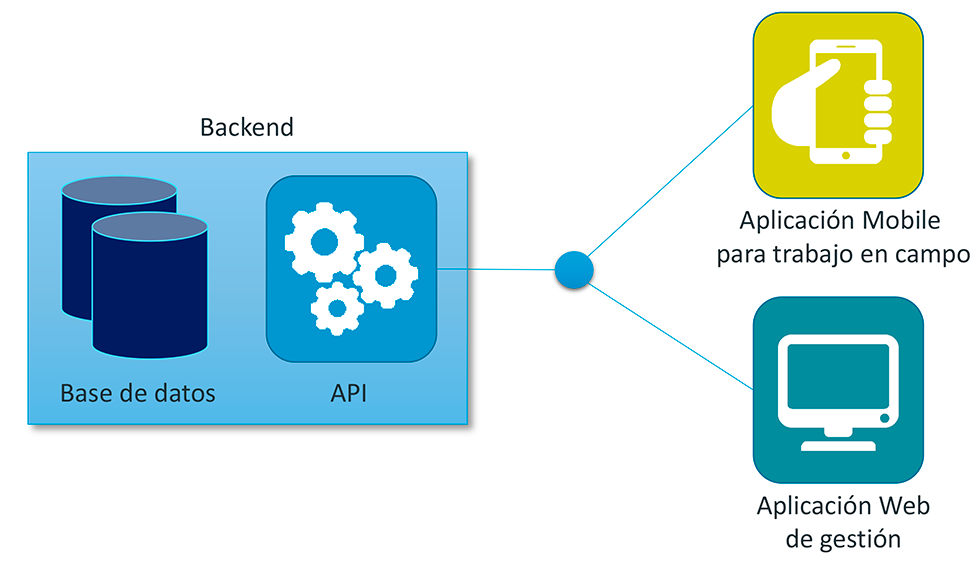 Backend
Base de datos
API
Aplicación Mobile
para trabajo en campo
Aplicación Web
de gestión